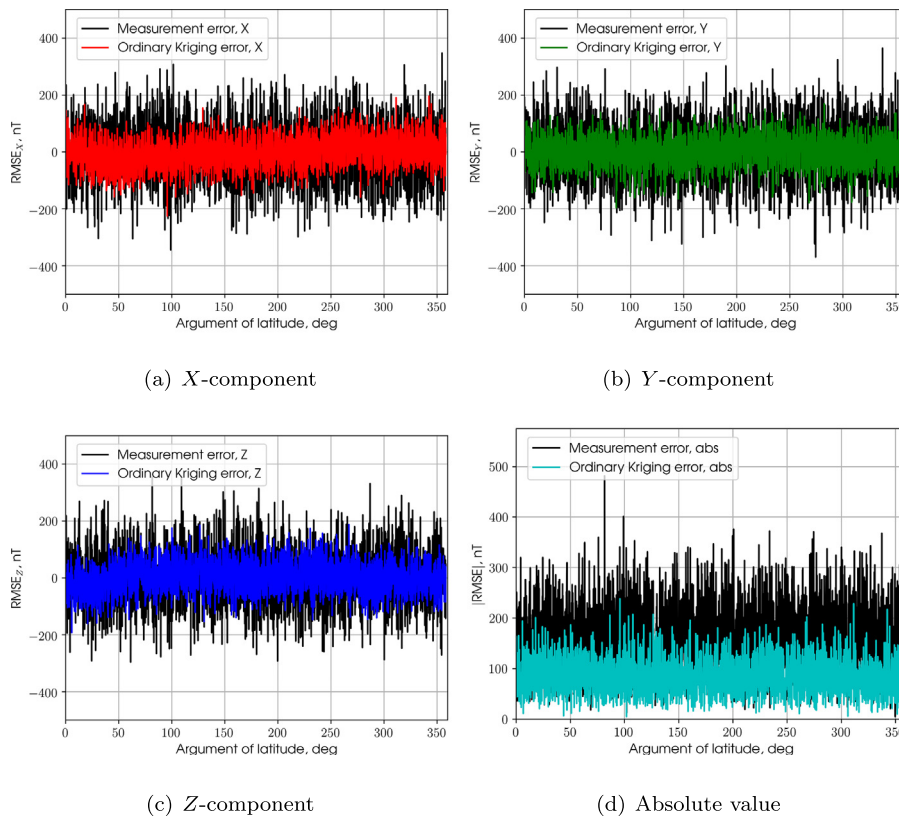 Measurement error, X
Ordinary Kriging error, X
RMSE_X, nT
400
200
0
−200
−400
0 50 100 150 200 250 300 350
Argument of latitude, deg
(a) X-component
Measurement error, Y
Ordinary Kriging error, Y
RMSE_Y, nT
400
200
0
−200
−400
0 50 100 150 200 250 300 350
Argument of latitude, deg
(b) Y-component
Measurement error, Z
Ordinary Kriging error, Z
RMSE_Z, nT
400
200
0
−200
−400
0 50 100 150 200 250 300 350
Argument of latitude, deg
(c) Z-component
Measurement error, abs
Ordinary Kriging error, abs
|RMSE|, nT
500
400
300
200
100
0
0 50 100 150 200 250 300 350
Argument of latitude, deg
(d) Absolute value